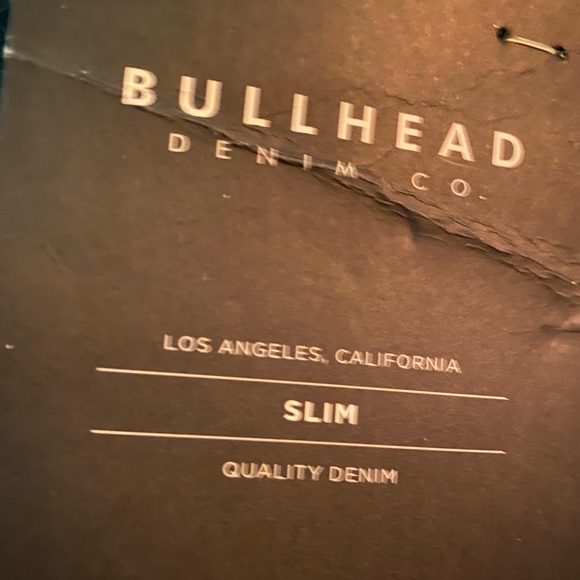 BULLHEAD
DENIM CO.
LOS ANGELES, CALIFORNIA
SLIM
QUALITY DENIM